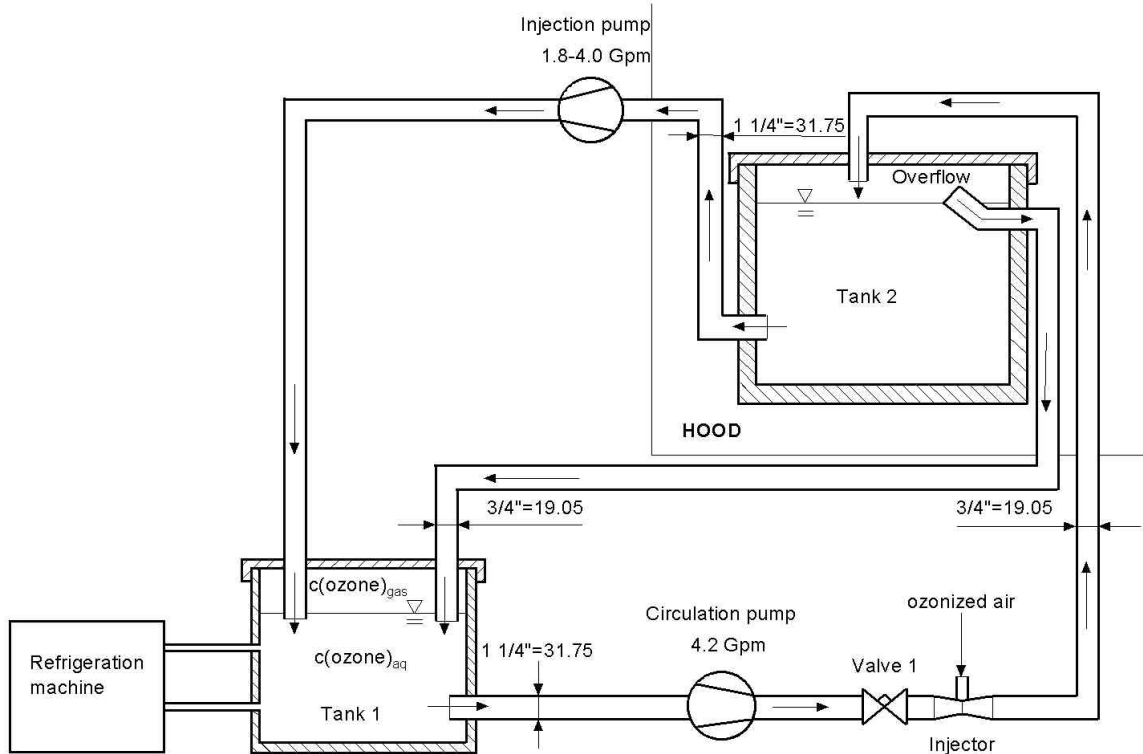 Injection pump
1.8-4.0 Gpm
1 1/4"=31.75
Overflow
Tank 2
HOOD
3/4"=19.05
3/4"=19.05
c(ozone)gas
c(ozone)aq
Tank 1
Refrigeration
machine
1 1/4"=31.75
Circulation pump
4.2 Gpm
ozonized air
Valve 1
Injector